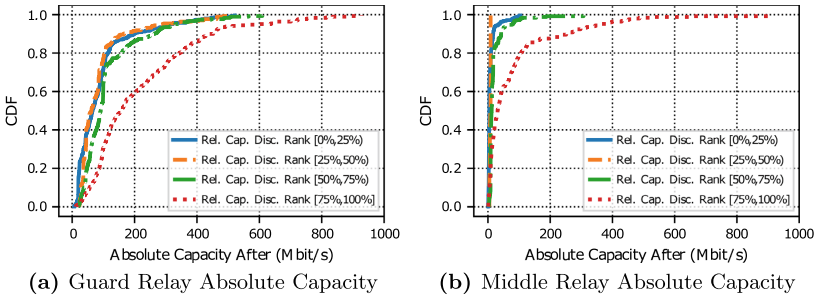 1.0
0.8
0.6
0.4
0.2
0.0
CDF
Rel. Cap. Disc. Rank [0%,25%)
Rel. Cap. Disc. Rank [25%,50%)
Rel. Cap. Disc. Rank [50%,75%)
Rel. Cap. Disc. Rank [75%,100%]
0 200 400 600 800 1000
Absolute Capacity After (Mbit/s)
(a) Guard Relay Absolute Capacity
1.0
0.8
0.6
0.4
0.2
0.0
CDF
Rel. Cap. Disc. Rank [0%,25%)
Rel. Cap. Disc. Rank [25%,50%)
Rel. Cap. Disc. Rank [50%,75%)
Rel. Cap. Disc. Rank [75%,100%]
0 200 400 600 800 1000
Absolute Capacity After (Mbit/s)
(b) Middle Relay Absolute Capacity